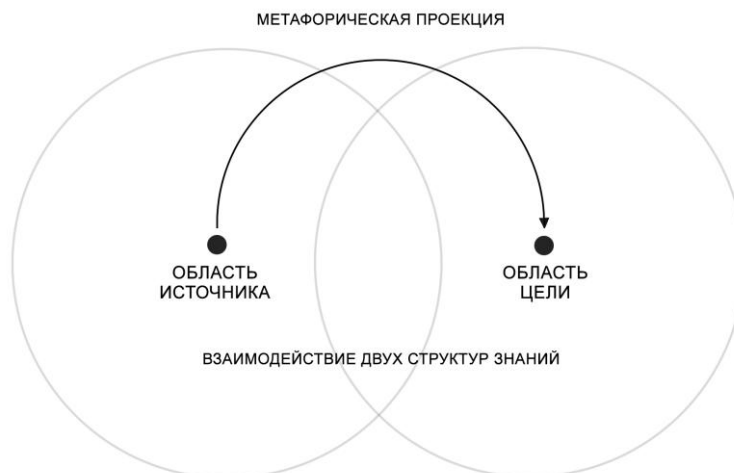 МЕТАФОРИЧЕСКАЯ ПРОЕКЦИЯ
ОБЛАСТЬ
ИСТОЧНИКА
ОБЛАСТЬ
ЦЕЛИ
ВЗАИМОДЕЙСТВИЕ ДВУХ СТРУКТУР ЗНАНИЙ